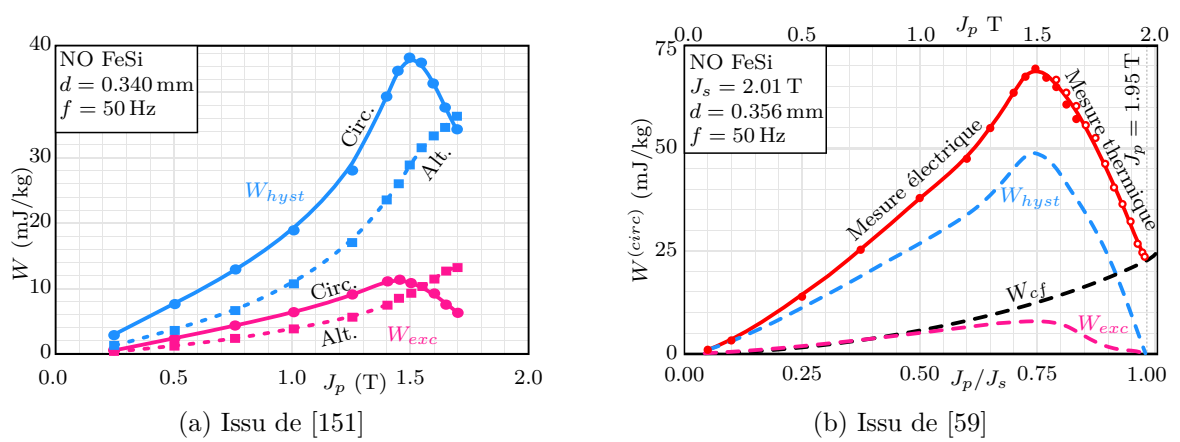 NO FeSi
d = 0.340 mm
f = 50 Hz
40
30
20
10
0
W (mJ/kg)
Circ.
Alt.
W_hyst
Circ.
Alt.
W_exc
0.0 0.5 1.0 1.5 2.0
J_p (T)
(a) Issu de [151]
J_p T
0.0 0.5 1.0 1.5 2.0
NO FeSi
J_s = 2.01 T
d = 0.356 mm
f = 50 Hz
75
50
25
0
W^(circ) (mJ/kg)
Mesure électrique
Mesure thermique
J_p = 1.95 T
W_hyst
W_cf
W_exc
0.00 0.25 0.50 0.75 1.00
J_p/J_s
(b) Issu de [59]